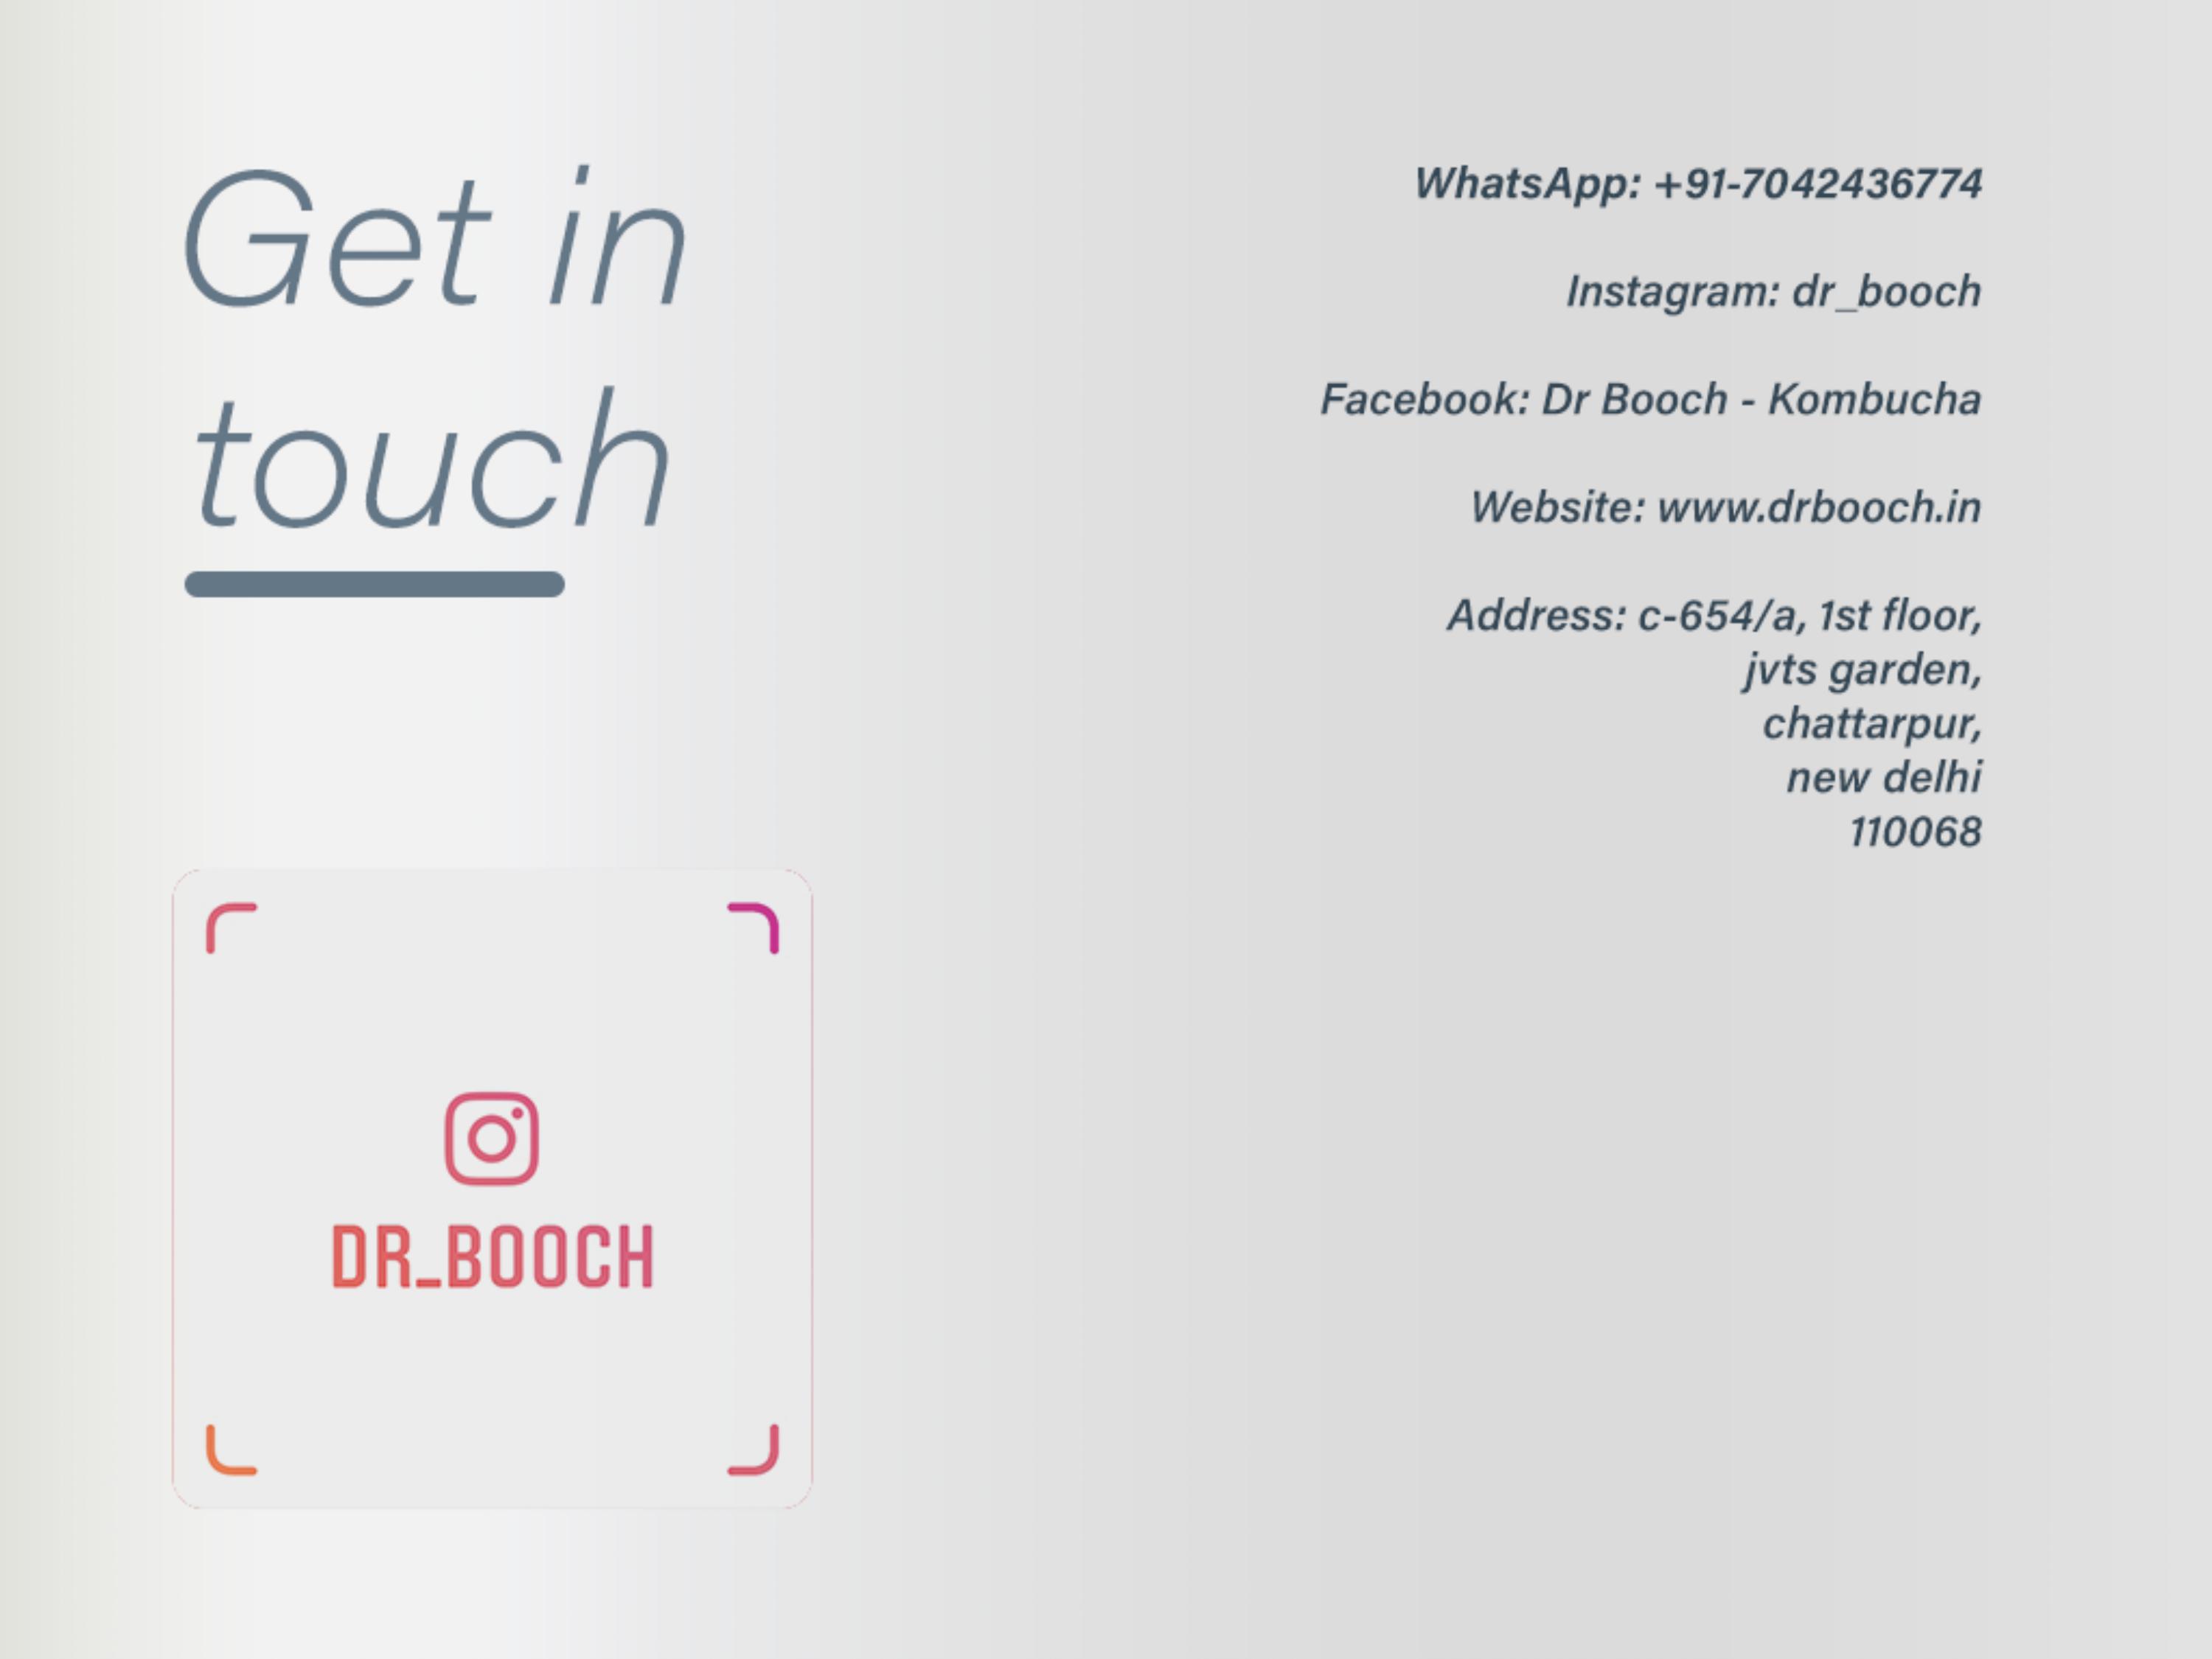 Get in
touch
WhatsApp: +91-7042436774
Instagram: dr_booch
Facebook: Dr Booch - Kombucha
Website: www.drbooch.in
Address: c-654/a, 1st floor,
jvts garden,
chattarpur,
new delhi
110068
DR_BOOCH